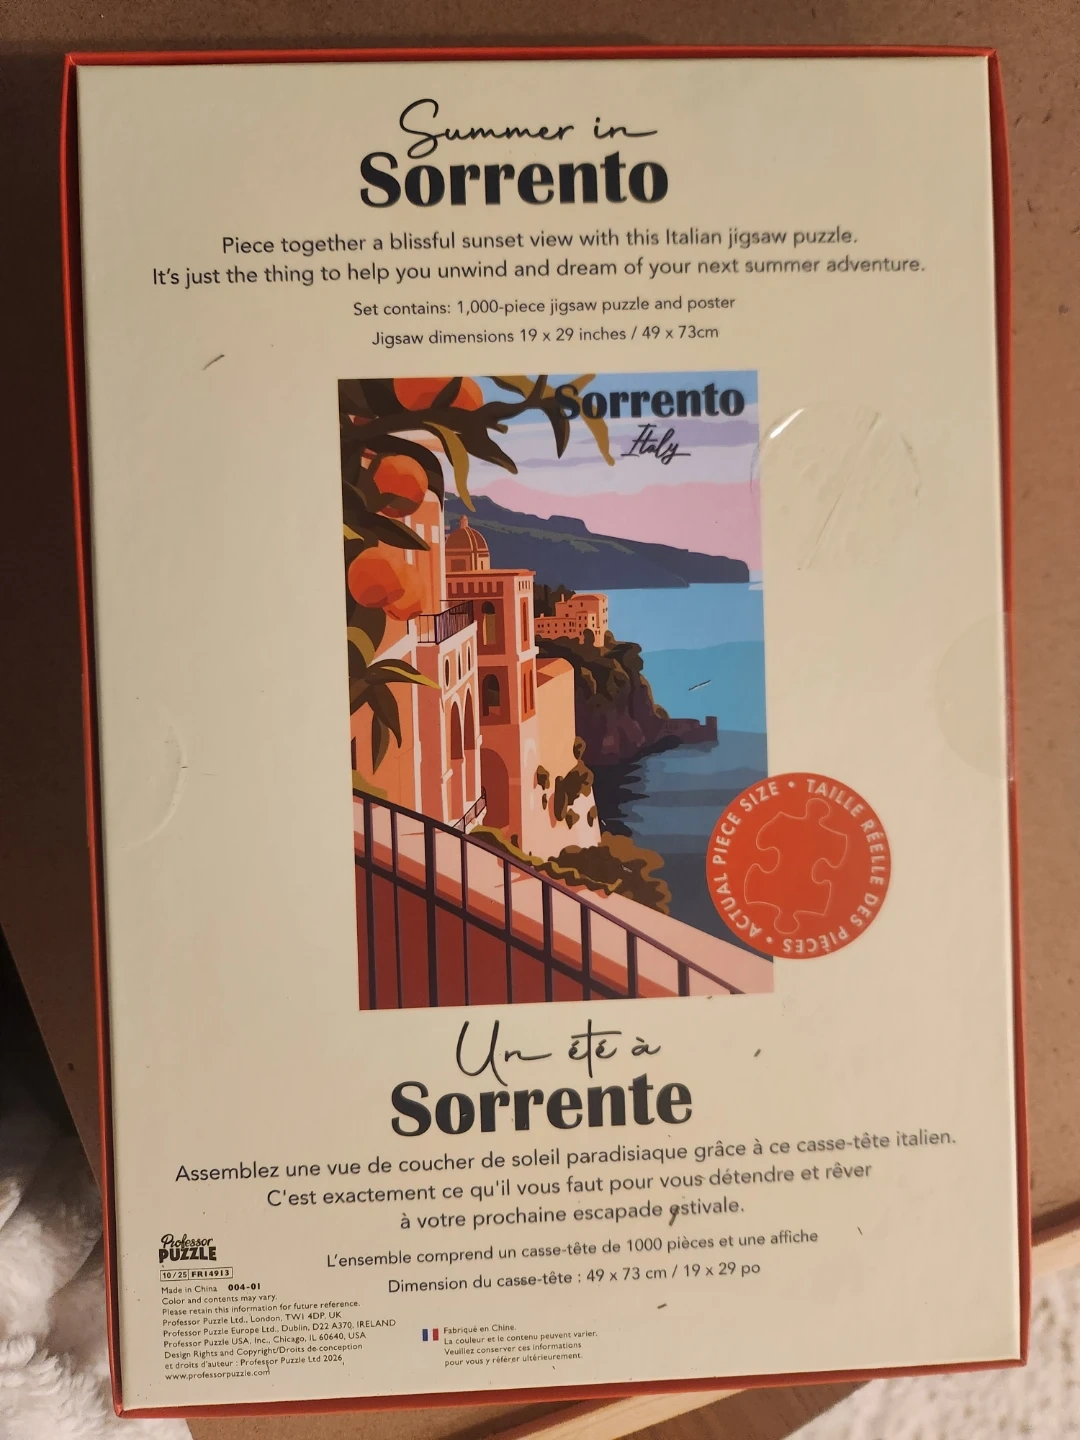 Summer in
Sorrento
Piece together a blissful sunset view with this Italian jigsaw puzzle.
It's just the thing to help you unwind and dream of your next summer adventure.
Set contains: 1,000-piece jigsaw puzzle and poster
Jigsaw dimensions 19 x 29 inches / 49 x 73cm
Sorrento
Italy
ACTUAL PIECE SIZE • TAILLE RÉELLE DES PIÈCES •
Un été à
Sorrente
Assemblez une vue de coucher de soleil paradisiaque grâce à ce casse-tête italien.
C'est exactement ce qu'il vous faut pour vous détendre et rêver
à votre prochaine escapade estivale.
L'ensemble comprend un casse-tête de 1000 pièces et une affiche
Dimension du casse-tête : 49 x 73 cm / 19 x 29 po
Professor
PUZZLE
10/25 FR14913
Made in China 004-01
Color and contents may vary.
Please retain this information for future reference.
Professor Puzzle Ltd., London, TW1 4DP, UK
Professor Puzzle Europe Ltd., Dublin, D22 A370, IRELAND
Professor Puzzle USA, Inc., Chicago, IL 60640, USA
Design Rights and Copyright/Droits de conception
et droits d'auteur : Professor Puzzle Ltd 2026
www.professorpuzzle.com
Fabriqué en Chine.
La couleur et le contenu peuvent varier.
Veuillez conserver ces informations
pour vous y référer ultérieurement.